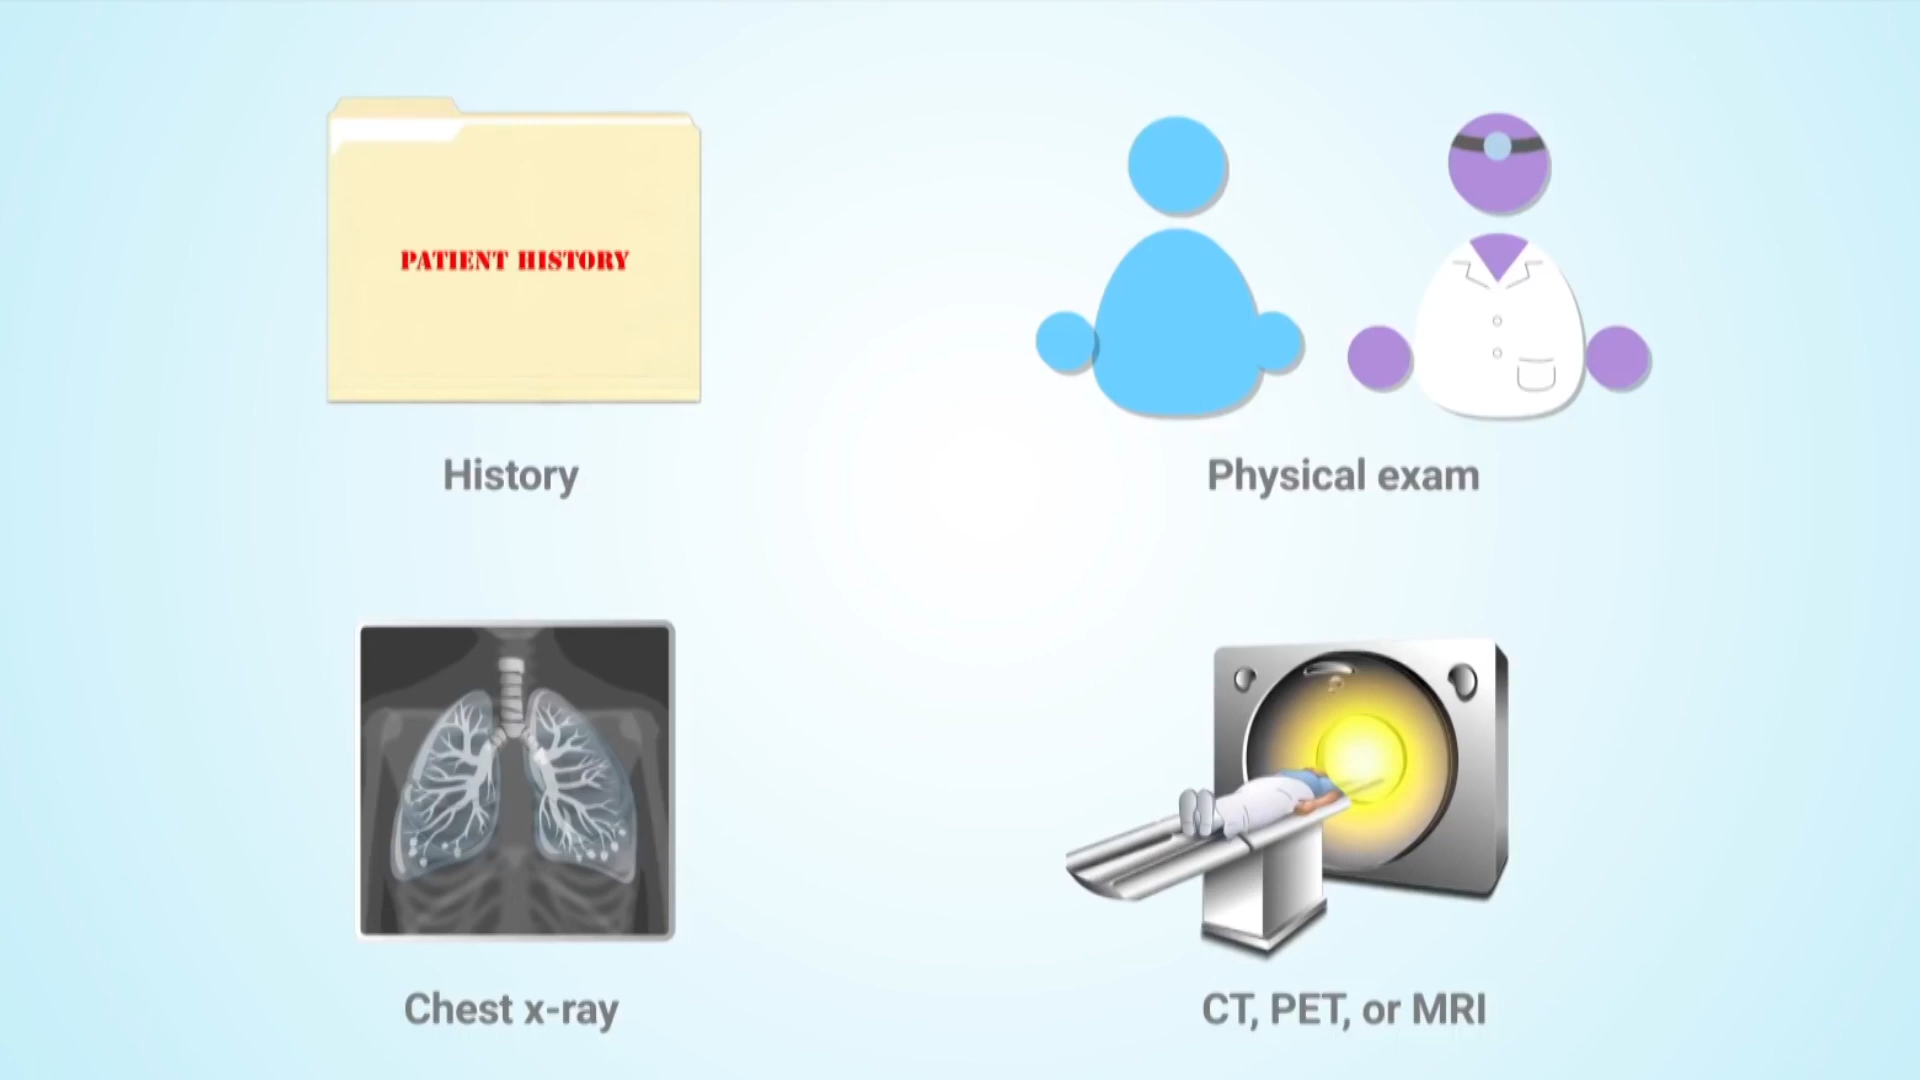 PATIENT HISTORY
History
Physical exam
Chest x-ray
CT, PET, or MRI